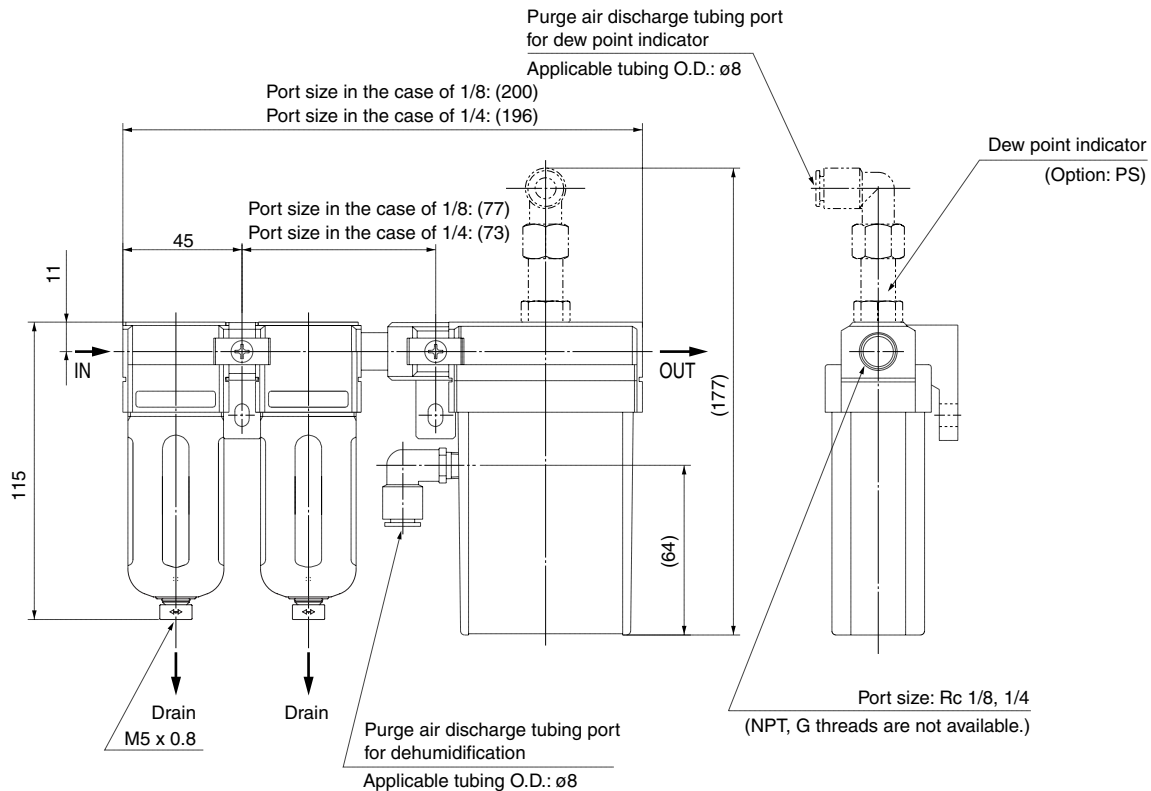 Purge air discharge tubing port
for dew point indicator
Applicable tubing O.D.: ø8
Port size in the case of 1/8: (200)
Port size in the case of 1/4: (196)
Dew point indicator
(Option: PS)
Port size in the case of 1/8: (77)
Port size in the case of 1/4: (73)
45
11
IN
OUT
(177)
115
(64)
Drain
M5 x 0.8
Drain
Purge air discharge tubing port
for dehumidification
Applicable tubing O.D.: ø8
Port size: Rc 1/8, 1/4
(NPT, G threads are not available.)